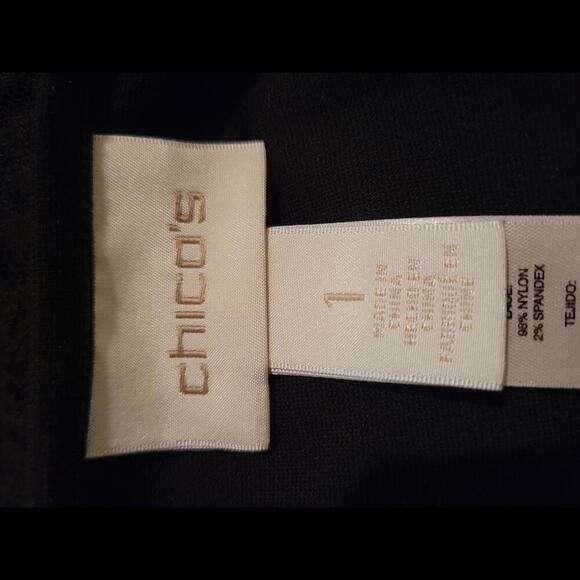 chico's
1
MADE IN
CHINA
HECHO EN
CHINA
FABRIQUÉ EN
CHINE
98% NYLON
2% SPANDEX
TEJIDO: